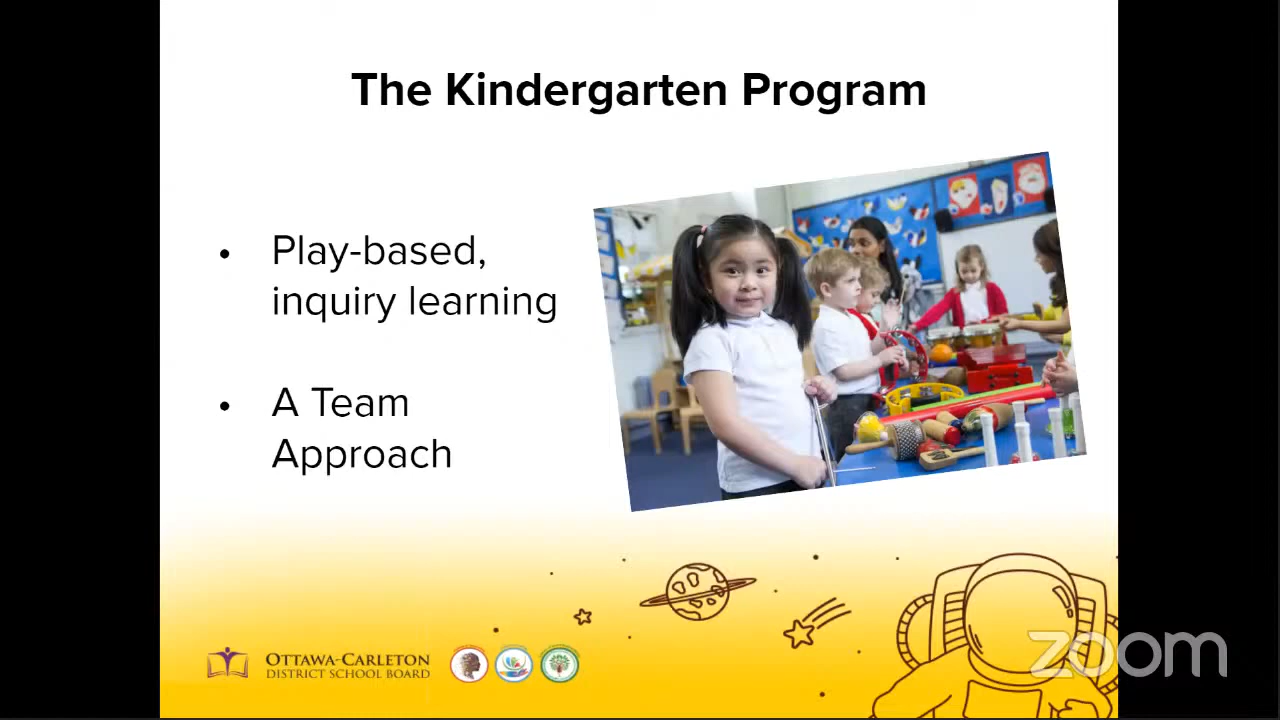 The Kindergarten Program
• Play-based,
inquiry learning
• A Team
Approach
OTTAWA-CARLETON
DISTRICT SCHOOL BOARD
zoom